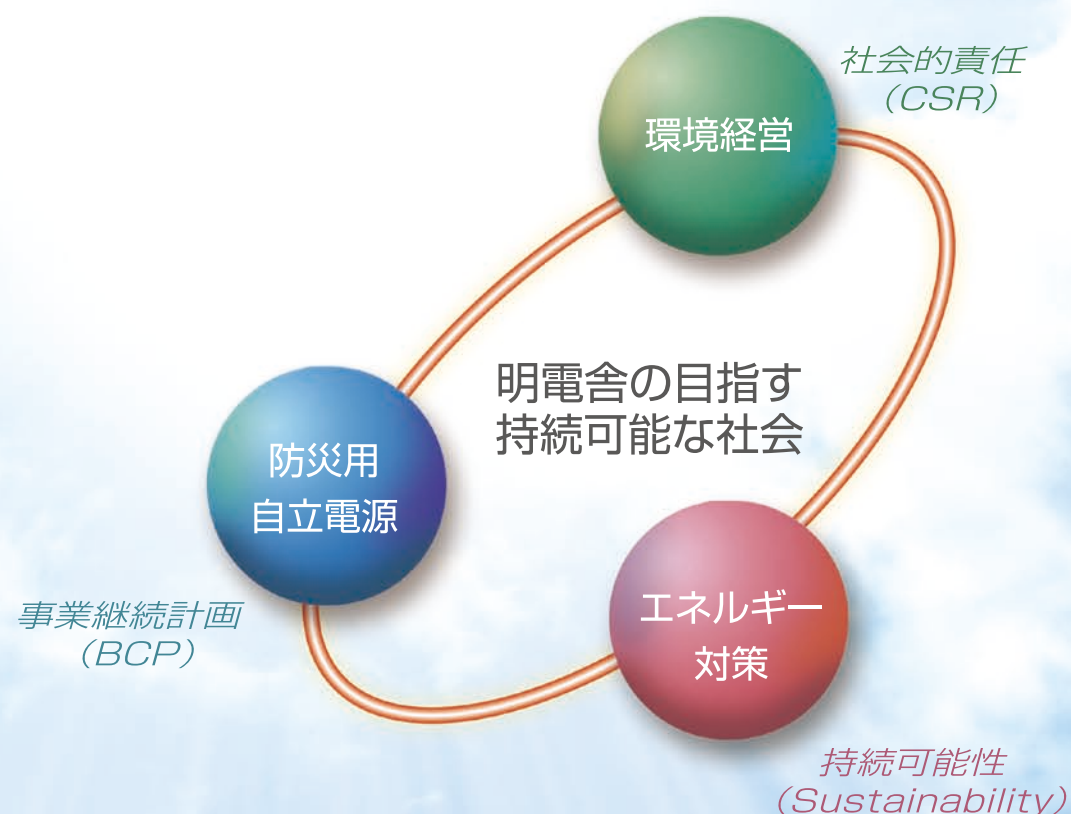 社会的責任
(CSR)
環境経営
明電舎の目指す
持続可能な社会
防災用
自立電源
事業継続計画
(BCP)
エネルギー
対策
持続可能性
(Sustainability)